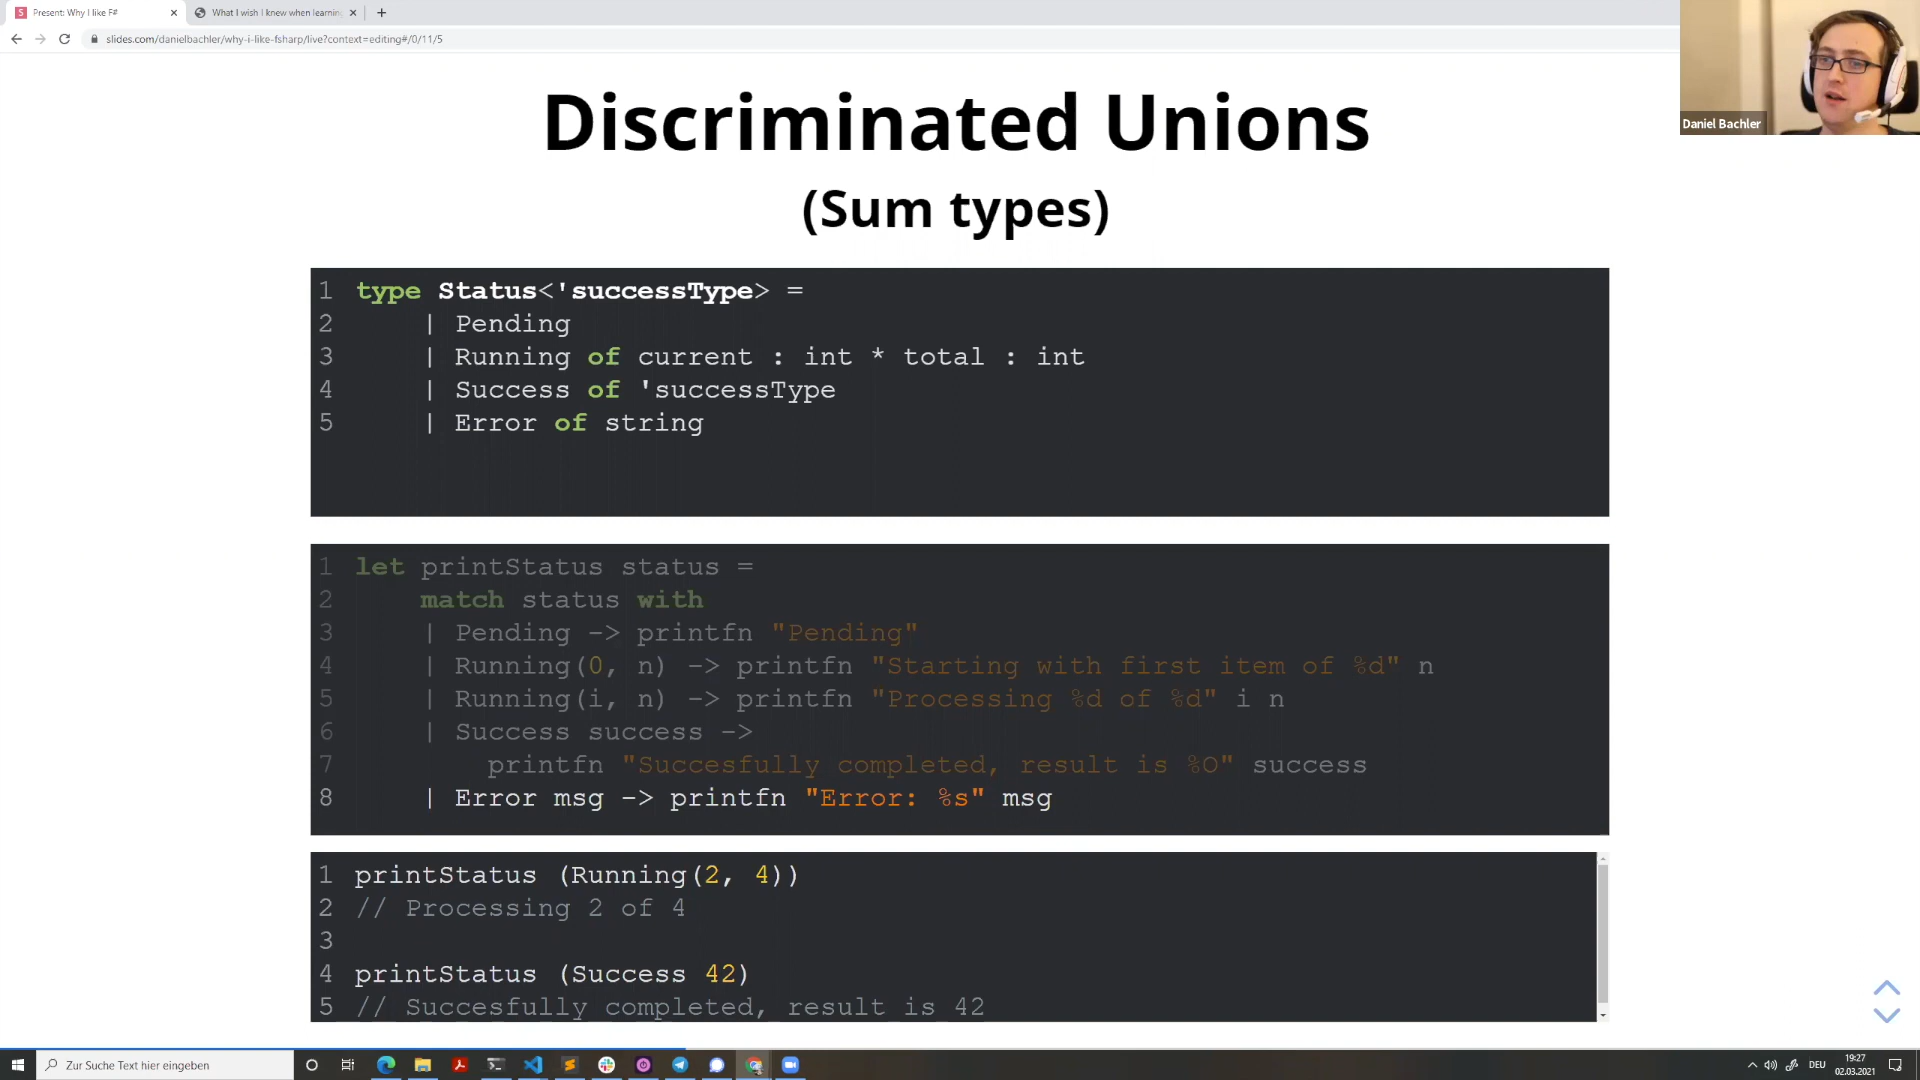 Present: Why I like F#
What I wish I knew when learnin
slides.com/danielbachler/why-i-like-fsharp/live?context=editing#/0/11/5
Daniel Bachler
Discriminated Unions
(Sum types)
1 type Status<'successType> =
2 | Pending
3 | Running of current : int * total : int
4 | Success of 'successType
5 | Error of string
1 let printStatus status =
2 match status with
3 | Pending -> printfn "Pending"
4 | Running(0, n) -> printfn "Starting with first item of %d" n
5 | Running(i, n) -> printfn "Processing %d of %d" i n
6 | Success success ->
7 printfn "Succesfully completed, result is %O" success
8 | Error msg -> printfn "Error: %s" msg
1 printStatus (Running(2, 4))
2 // Processing 2 of 4
3
4 printStatus (Success 42)
5 // Succesfully completed, result is 42
Zur Suche Text hier eingeben
DEU
19:27
02.03.2021